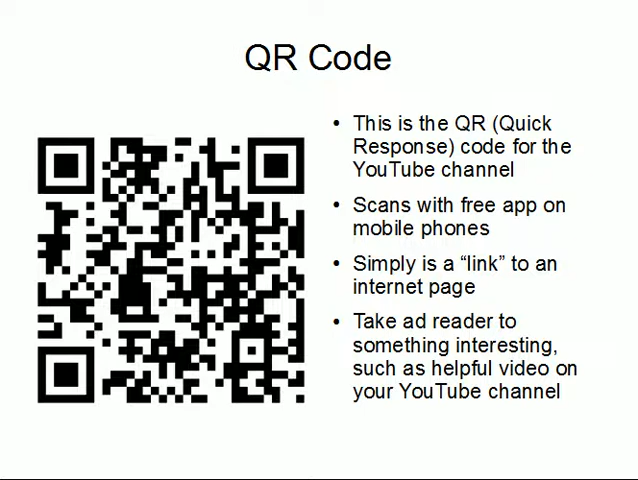 QR Code
• This is the QR (Quick
Response) code for the
YouTube channel
• Scans with free app on
mobile phones
• Simply is a “link” to an
internet page
• Take ad reader to
something interesting,
such as helpful video on
your YouTube channel